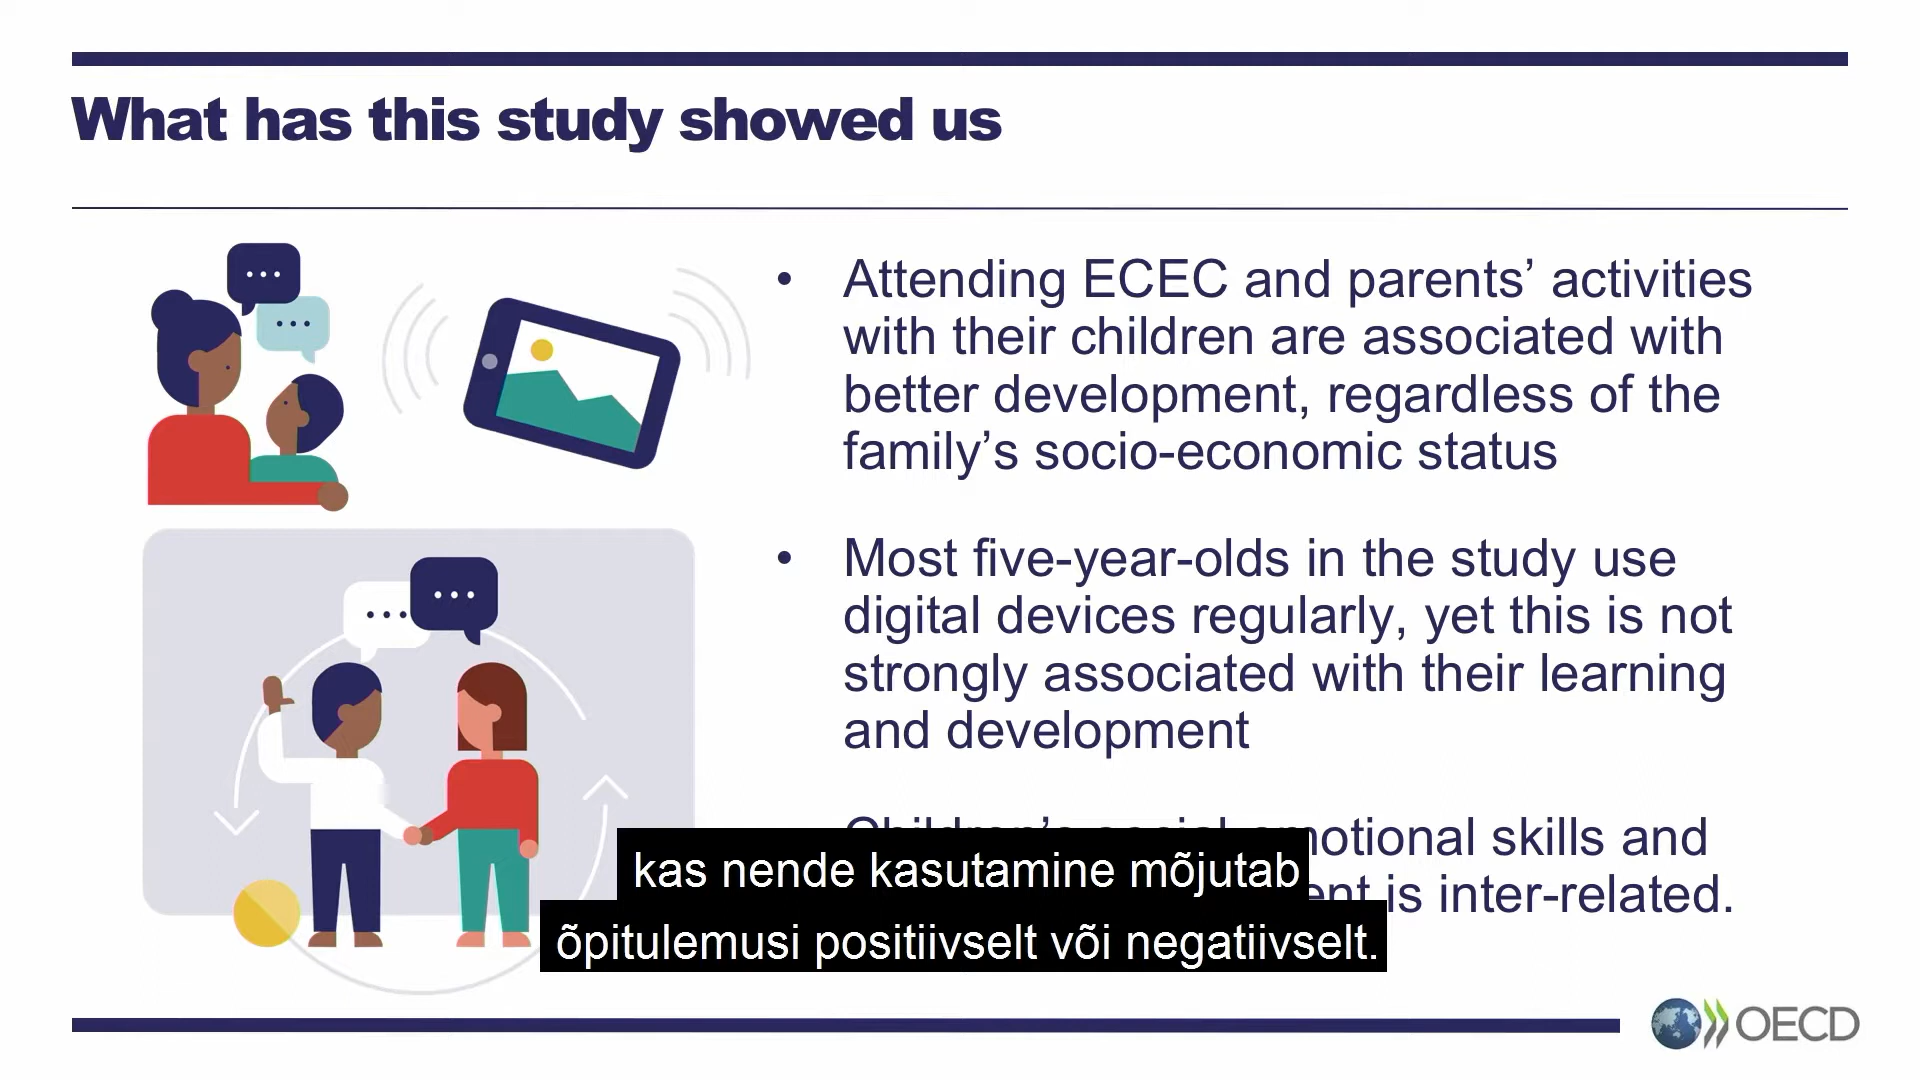 What has this study showed us
• Attending ECEC and parents’ activities
with their children are associated with
better development, regardless of the
family’s socio-economic status
• Most five-year-olds in the study use
digital devices regularly, yet this is not
strongly associated with their learning
and development
skills and
is inter-related.
kas nende kasutamine mõjutab
õpitulemusi positiivselt või negatiivselt.
OECD